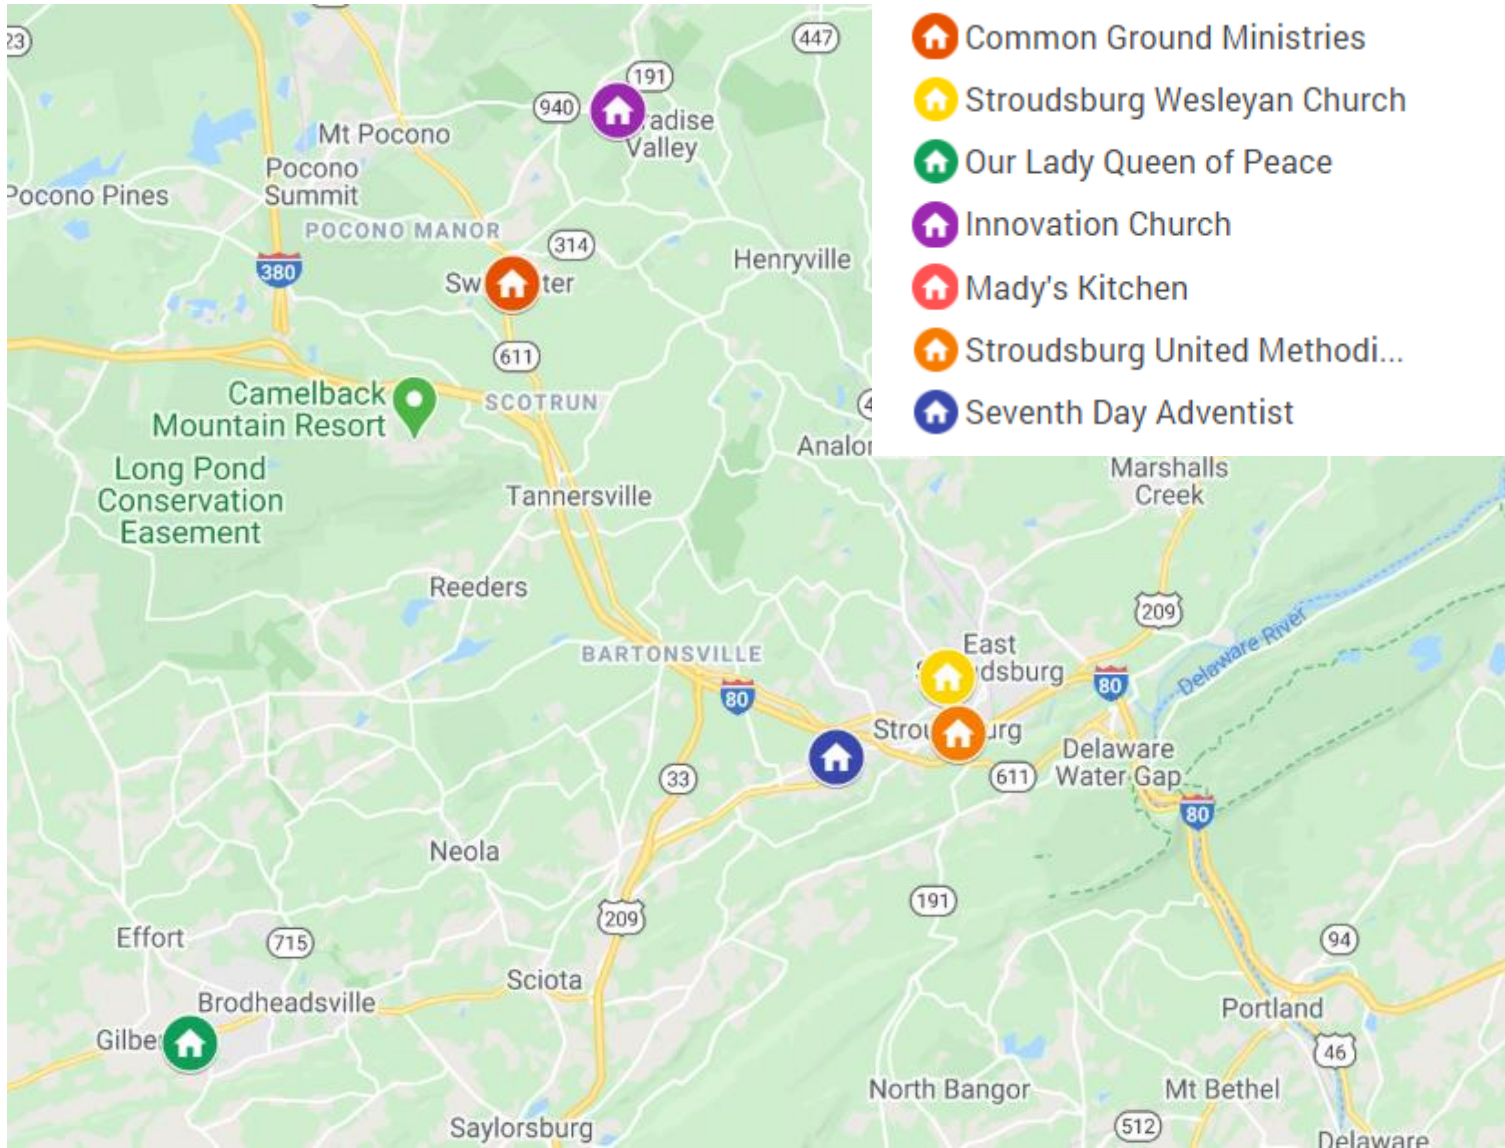 Common Ground Ministries
Stroudsburg Wesleyan Church
Our Lady Queen of Peace
Innovation Church
Mady's Kitchen
Stroudsburg United Methodi...
Seventh Day Adventist
23
447
191
940
Mt Pocono
Valley
Pocono
Summit
Pocono Pines
POCONO MANOR
314
Henryville
380
611
Camelback
Mountain Resort
SCOTRUN
Long Pond
Conservation
Easement
Marshalls
Creek
Tannersville
Reeders
209
Delaware River
East
BARTONSVILLE
80
80
Delaware
Water Gap
611
33
80
Neola
191
209
Effort
715
94
Sciota
Brodheadsville
Portland
46
North Bangor
Mt Bethel
Saylorsburg
512
Delaware